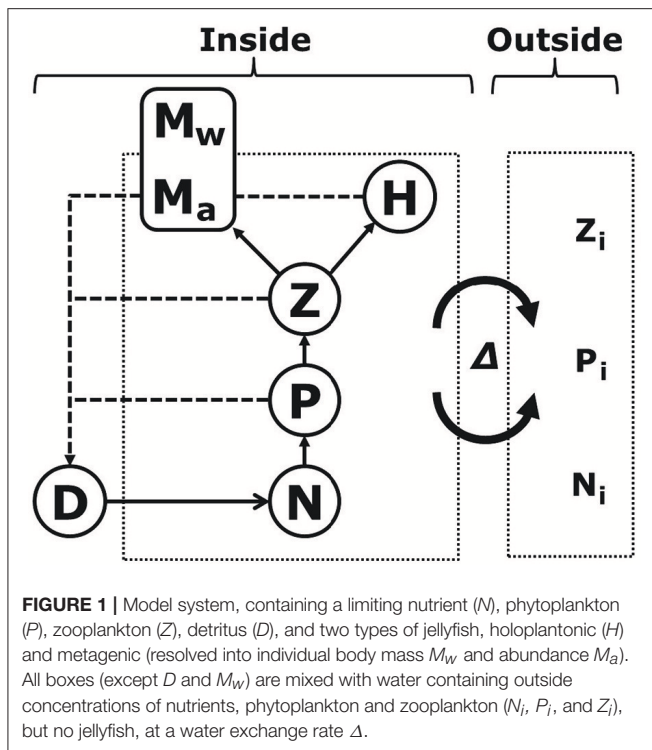 Inside
Outside
M_w
M_a
H
Z_i
Z
Δ
P_i
P
D
N
N_i
FIGURE 1 | Model system, containing a limiting nutrient (N), phytoplankton
(P), zooplankton (Z), detritus (D), and two types of jellyfish, holoplantonic (H)
and metagenic (resolved into individual body mass M_w and abundance M_a).
All boxes (except D and M_w) are mixed with water containing outside
concentrations of nutrients, phytoplankton and zooplankton (N_i, P_i, and Z_i),
but no jellyfish, at a water exchange rate Δ.